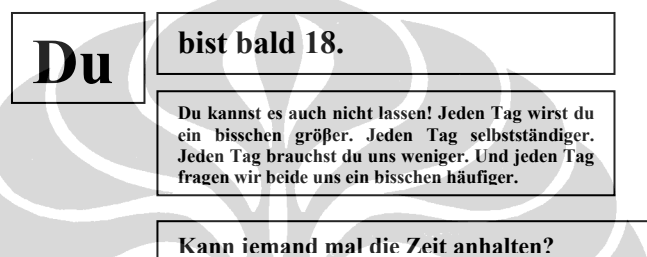 Du
bist bald 18.
Du kannst es auch nicht lassen! Jeden Tag wirst du
ein bisschen größer. Jeden Tag selbstständiger.
Jeden Tag brauchst du uns weniger. Und jeden Tag
fragen wir beide uns ein bisschen häufiger.
Kann jemand mal die Zeit anhalten?